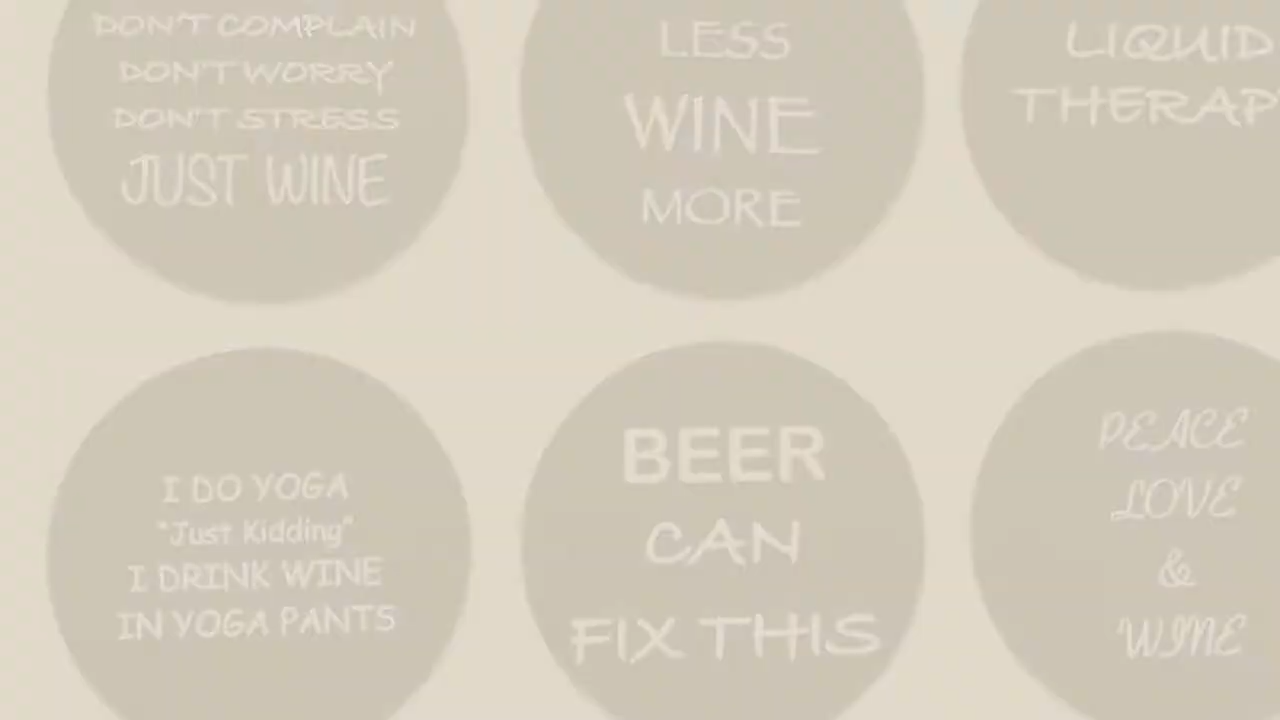 DON'T COMPLAIN
DON'T WORRY
DON'T STRESS
JUST WINE
LESS
WINE
MORE
LIQUID
I DO YOGA
"Just Kidding"
I DRINK WINE
IN YOGA PANTS
BEER
CAN
FIX THIS
PEACE
LOVE
&
WINE